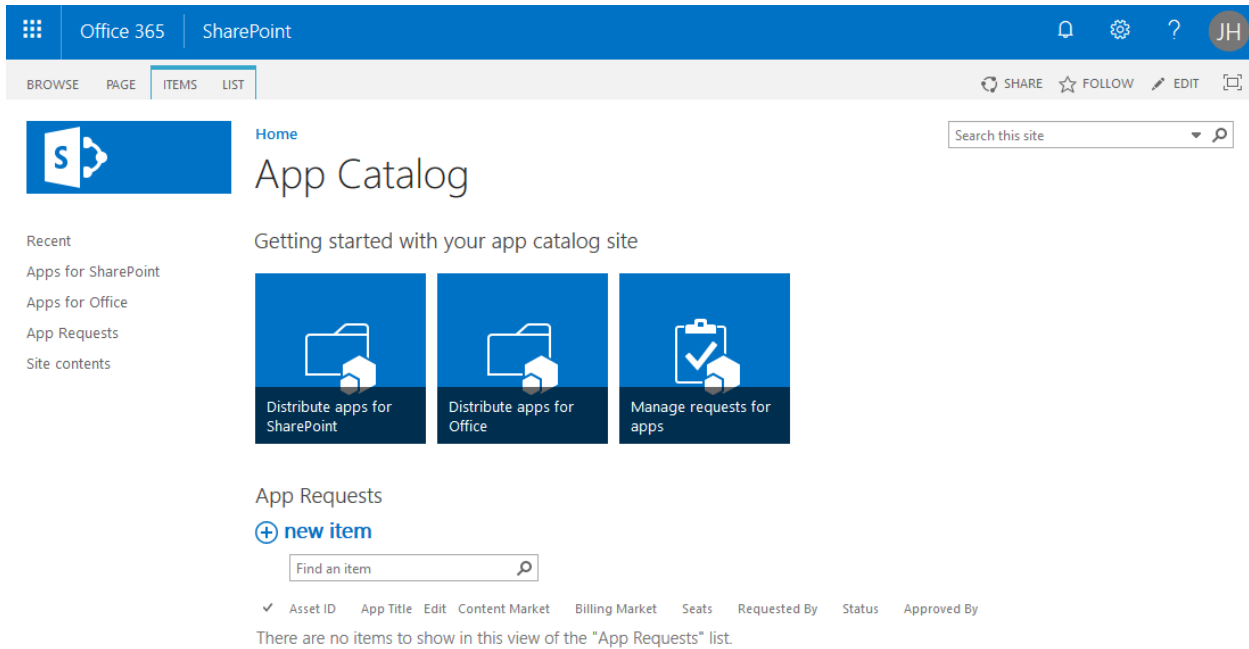 Office 365 SharePoint ? JH
BROWSE PAGE ITEMS LIST SHARE FOLLOW EDIT
S
Home
Search this site
App Catalog
Recent
Apps for SharePoint
Apps for Office
App Requests
Site contents
Getting started with your app catalog site
Distribute apps for
SharePoint
Distribute apps for
Office
Manage requests for
apps
App Requests
new item
Find an item
Asset ID App Title Edit Content Market Billing Market Seats Requested By Status Approved By
There are no items to show in this view of the "App Requests" list.